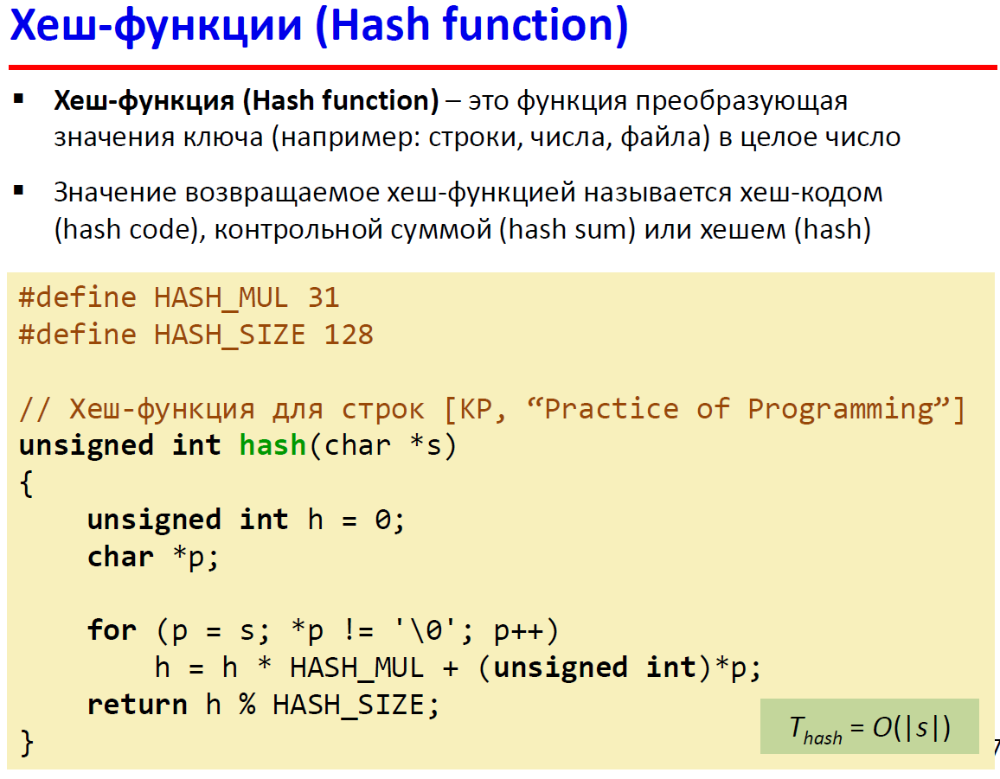 Хеш-функции (Hash function)
▪ Хеш-функция (Hash function) – это функция преобразующая
значения ключа (например: строки, числа, файла) в целое число
▪ Значение возвращаемое хеш-функцией называется хеш-кодом
(hash code), контрольной суммой (hash sum) или хешем (hash)
#define HASH_MUL 31
#define HASH_SIZE 128
// Хеш-функция для строк [KP, “Practice of Programming”]
unsigned int hash(char *s)
{
    unsigned int h = 0;
    char *p;
    for (p = s; *p != '\0'; p++)
        h = h * HASH_MUL + (unsigned int)*p;
    return h % HASH_SIZE;
}
T_hash = O(|s|)
7